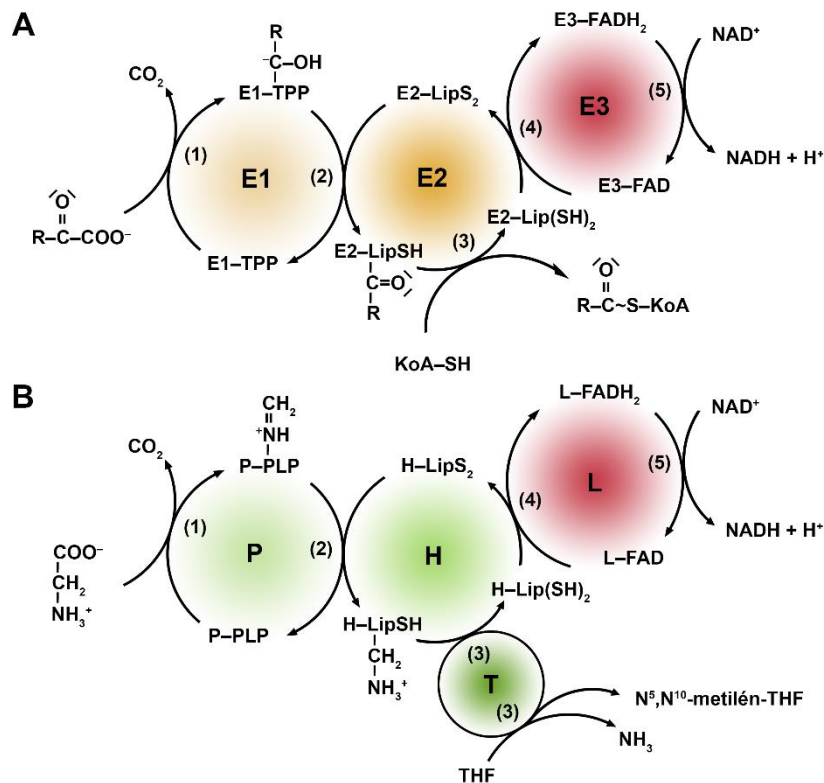 A
R
⁻C–OH
E1–TPP
CO₂
(1)
E1
(2)
O
R–C–COO⁻
E1–TPP
E2–LipS₂
E2
E2–LipSH
C=O
R
(3)
E2–Lip(SH)₂
(4)
E3–FADH₂
E3
E3–FAD
(5)
NAD⁺
NADH + H⁺
O
R–C~S–KoA
KoA–SH
B
CH₂
⁺NH
P–PLP
CO₂
(1)
P
(2)
COO⁻
CH₂
NH₃⁺
P–PLP
H–LipS₂
H
H–LipSH
CH₂
NH₃⁺
H–Lip(SH)₂
(4)
L–FADH₂
L
L–FAD
(5)
NAD⁺
NADH + H⁺
(3)
T
(3)
N⁵,N¹⁰-metilén-THF
NH₃
THF